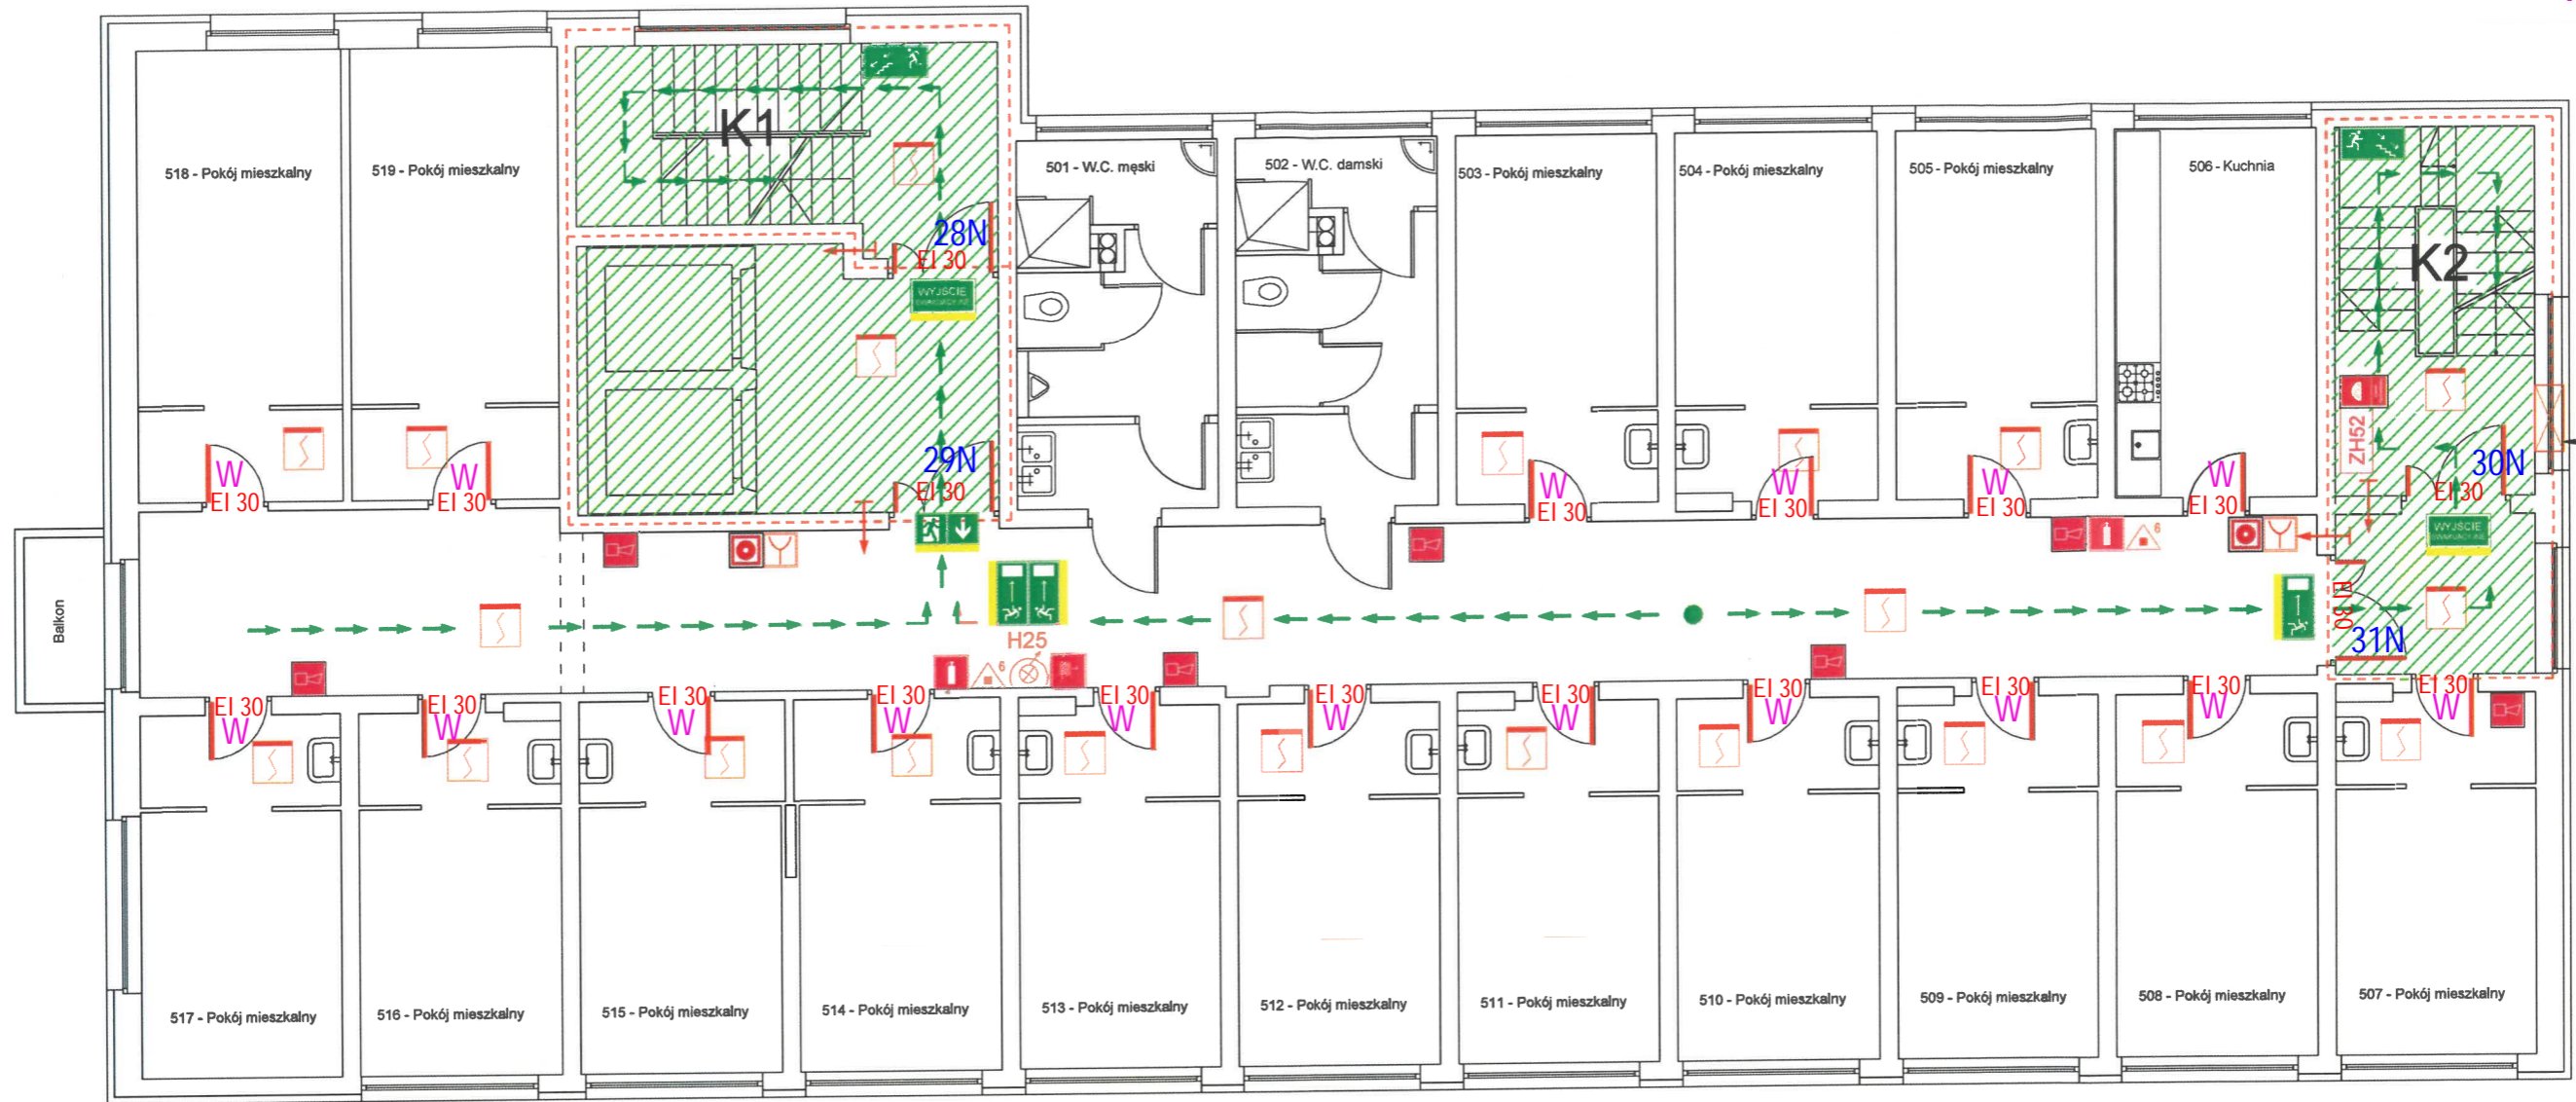 K1
518 - Pokój mieszkalny
519 - Pokój mieszkalny
501 - W.C. męski
502 - W.C. damski
503 - Pokój mieszkalny
504 - Pokój mieszkalny
505 - Pokój mieszkalny
506 - Kuchnia
K2
28N
EI 30
WYJŚCIE
29N
EI 30
W
EI 30
W
EI 30
W
EI 30
W
EI 30
W
EI 30
W
EI 30
ZH52
30N
EI 30
WYJŚCIE
6
EI 30
31N
Balkon
H25
6
EI 30
W
EI 30
W
EI 30
W
EI 30
W
EI 30
W
EI 30
W
EI 30
W
EI 30
W
EI 30
W
EI 30
W
EI 30
W
517 - Pokój mieszkalny
516 - Pokój mieszkalny
515 - Pokój mieszkalny
514 - Pokój mieszkalny
513 - Pokój mieszkalny
512 - Pokój mieszkalny
511 - Pokój mieszkalny
510 - Pokój mieszkalny
509 - Pokój mieszkalny
508 - Pokój mieszkalny
507 - Pokój mieszkalny